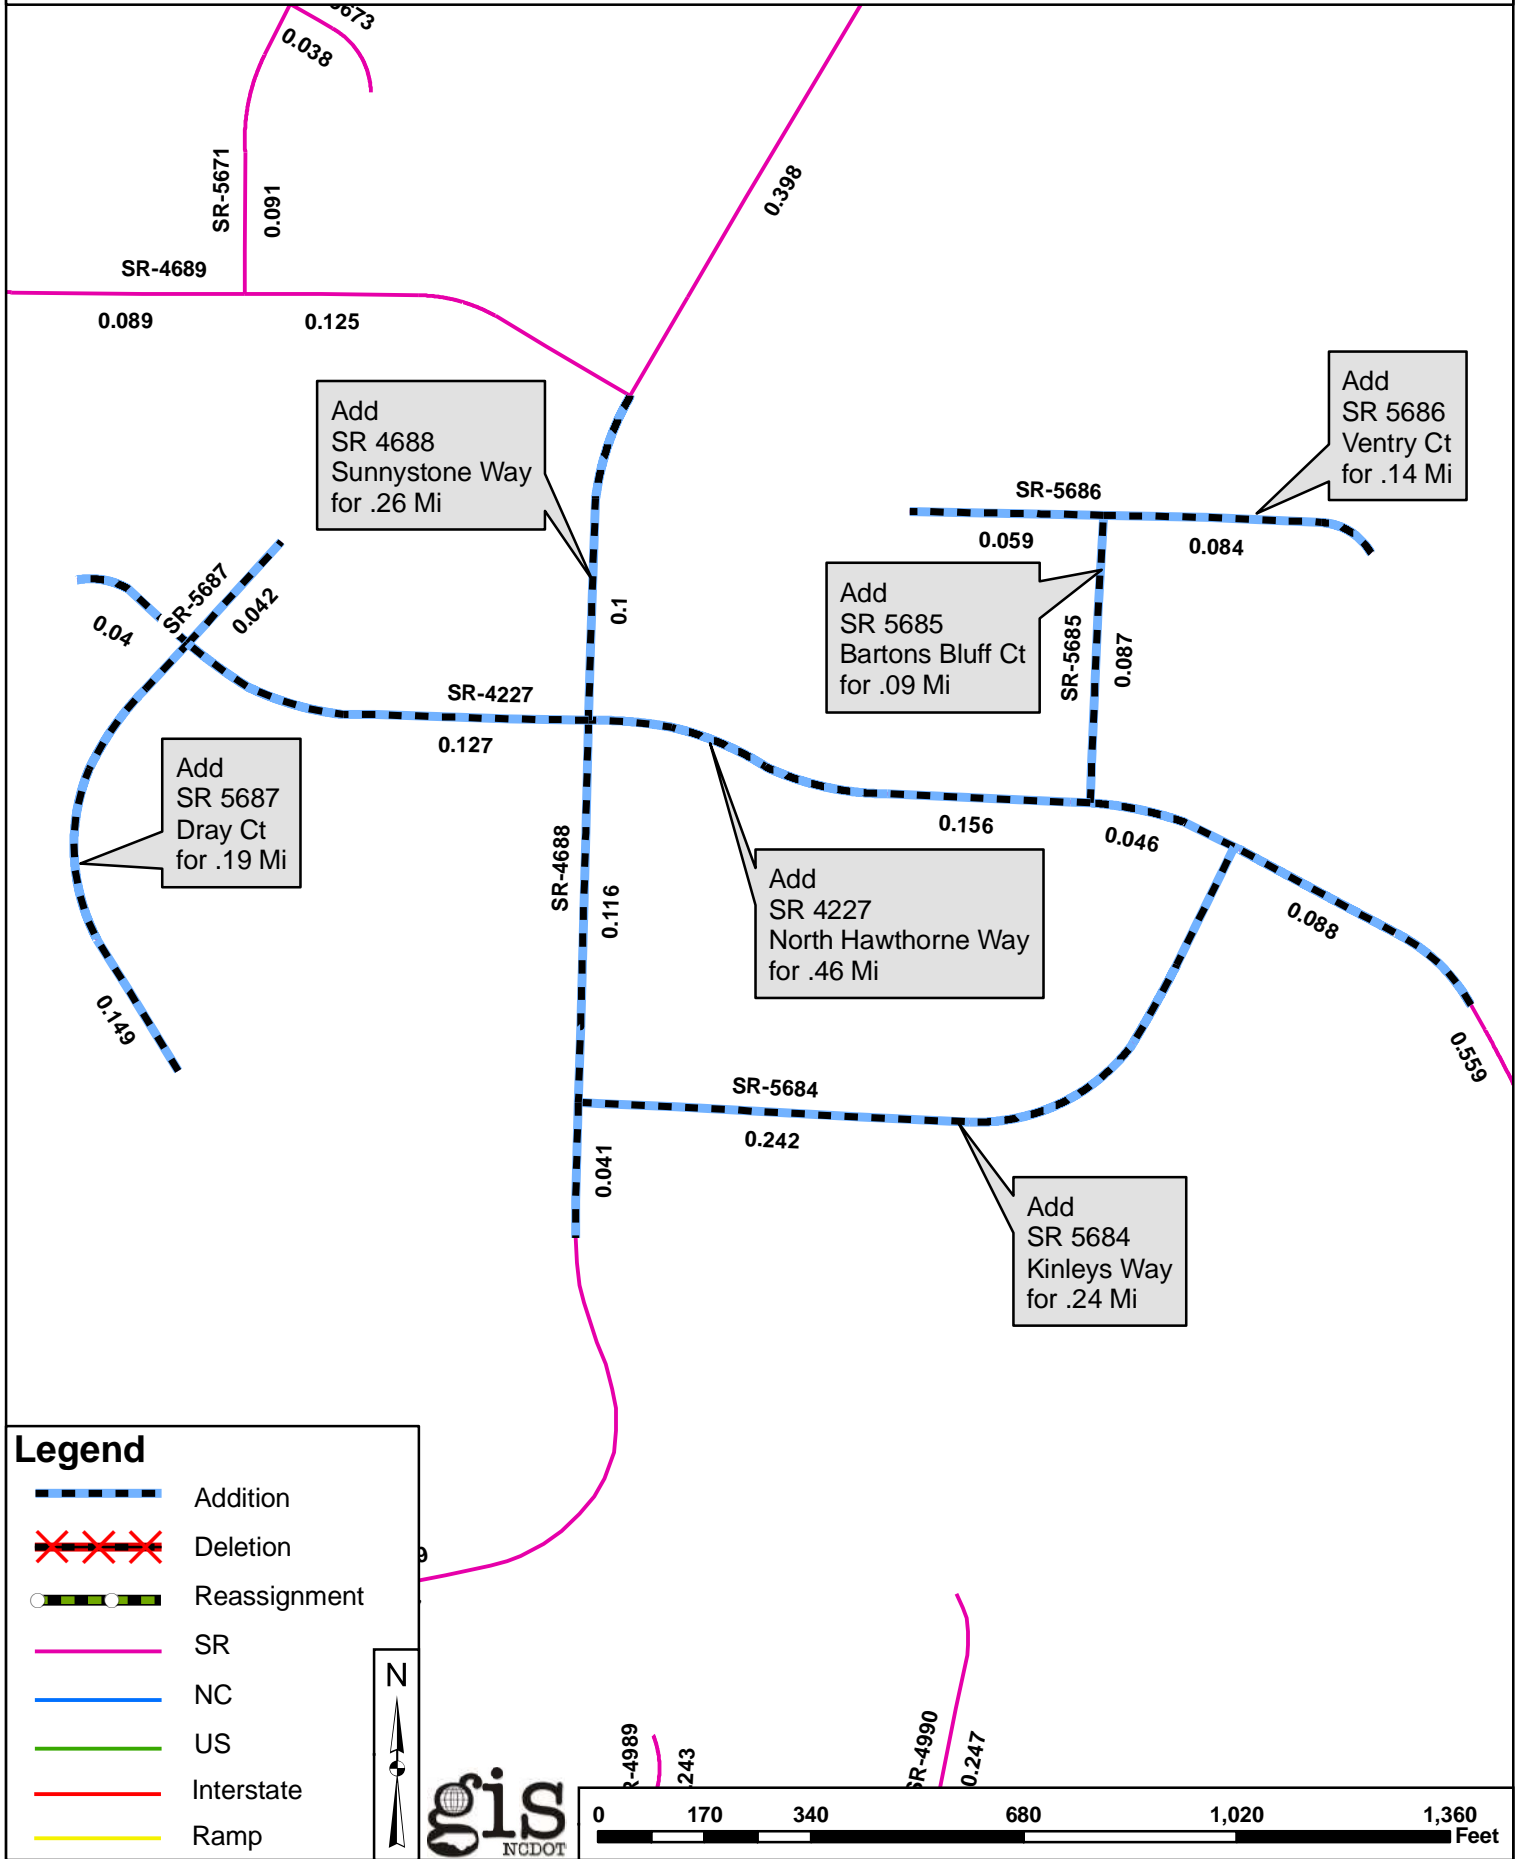 0.038
0.398
SR-5671
0.091
SR-4689
0.089
0.125
Add
SR 4688
Sunnystone Way
for .26 Mi
Add
SR 5686
Ventry Ct
for .14 Mi
SR-5686
0.059
0.084
SR-5687
0.042
0.04
0.1
Add
SR 5685
Bartons Bluff Ct
for .09 Mi
SR-5685
0.087
SR-4227
0.127
Add
SR 5687
Dray Ct
for .19 Mi
0.156
0.046
SR-4688
0.116
Add
SR 4227
North Hawthorne Way
for .46 Mi
0.088
0.149
0.559
SR-5684
0.242
0.041
Add
SR 5684
Kinleys Way
for .24 Mi
Legend
Addition
Deletion
Reassignment
SR
NC
US
Interstate
Ramp
N
gis
NCDOT
R-4989
.243
SR-4990
0.247
0 170 340 680 1,020 1,360
Feet